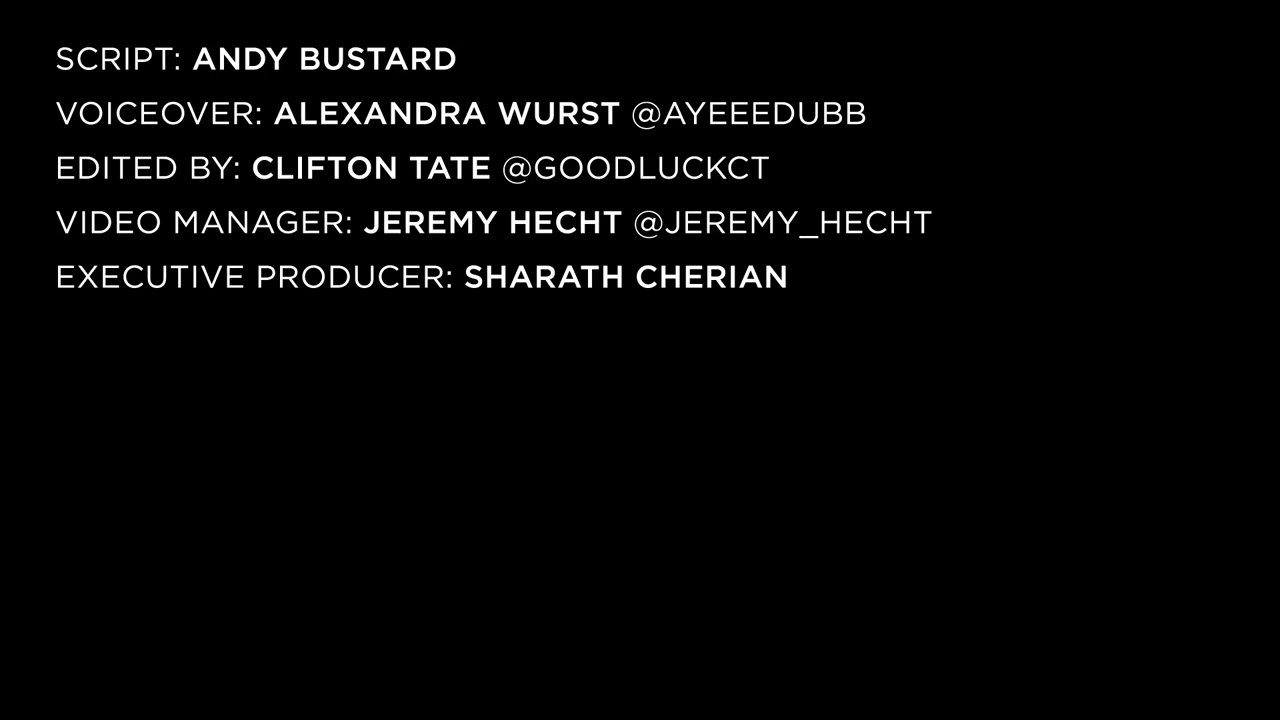 SCRIPT: ANDY BUSTARD
VOICEOVER: ALEXANDRA WURST @AYEEEDUBB
EDITED BY: CLIFTON TATE @GOODLUCKCT
VIDEO MANAGER: JEREMY HECHT @JEREMY_HECHT
EXECUTIVE PRODUCER: SHARATH CHERIAN